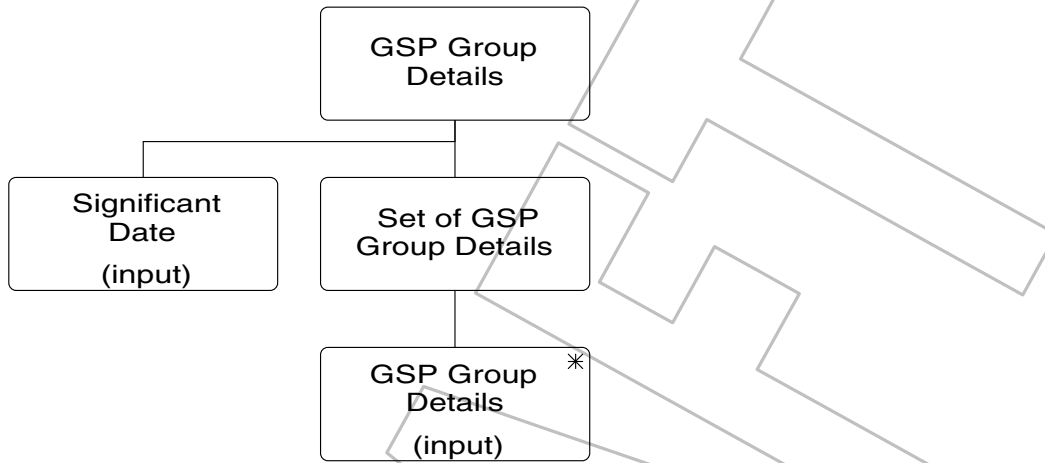 GSP Group
Details
Significant
Date
(input)
Set of GSP
Group Details
GSP Group
Details
(input)
*